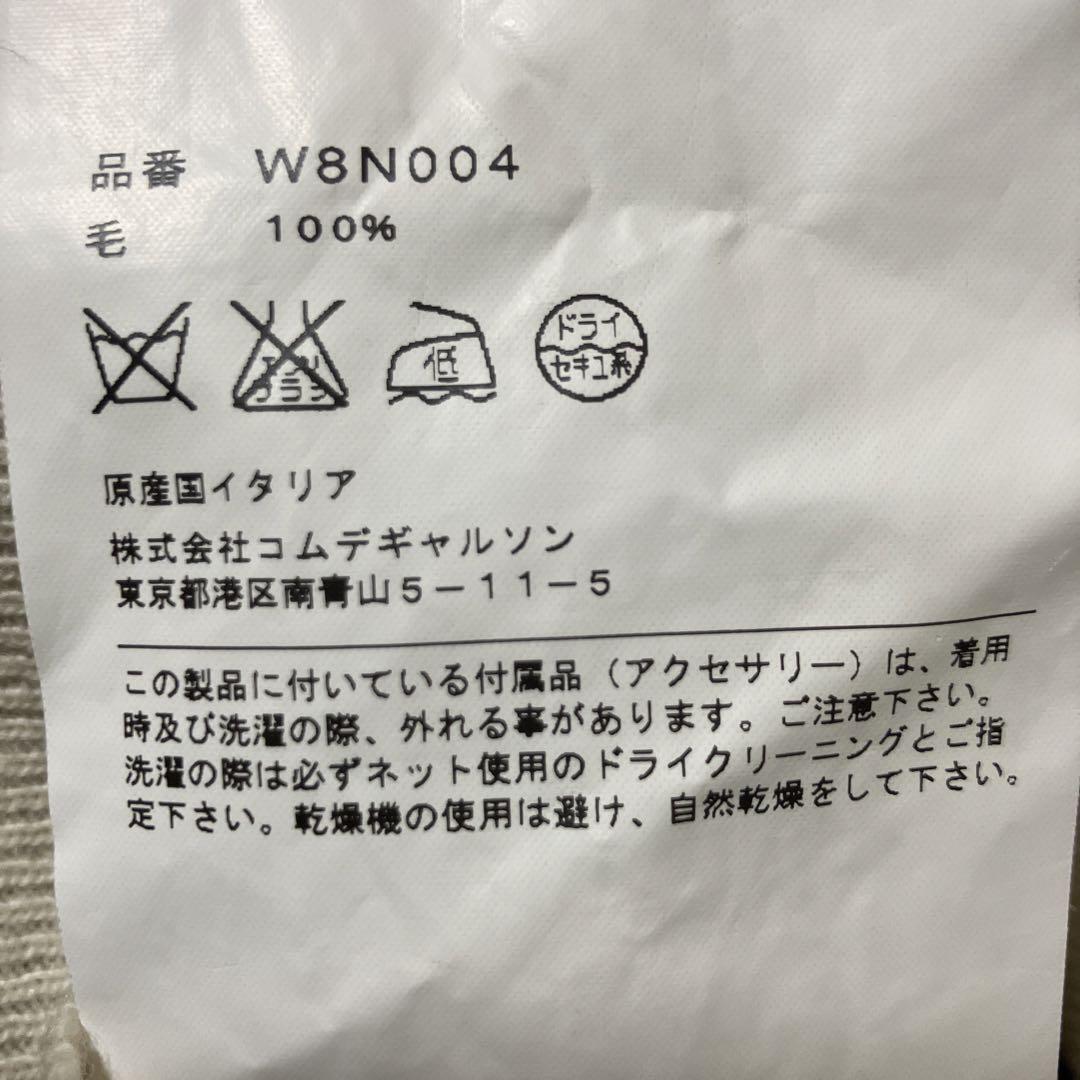 品番 W8N004
毛 100%
エンソ
サラシ
低
ドライ
セキユ系
原産国イタリア
株式会社コムデギャルソン
東京都港区南青山5-11-5
この製品に付いている付属品(アクセサリー)は、着用
時及び洗濯の際、外れる事があります。ご注意下さい。
洗濯の際は必ずネット使用のドライクリーニングとご指
定下さい。乾燥機の使用は避け、自然乾燥をして下さい。